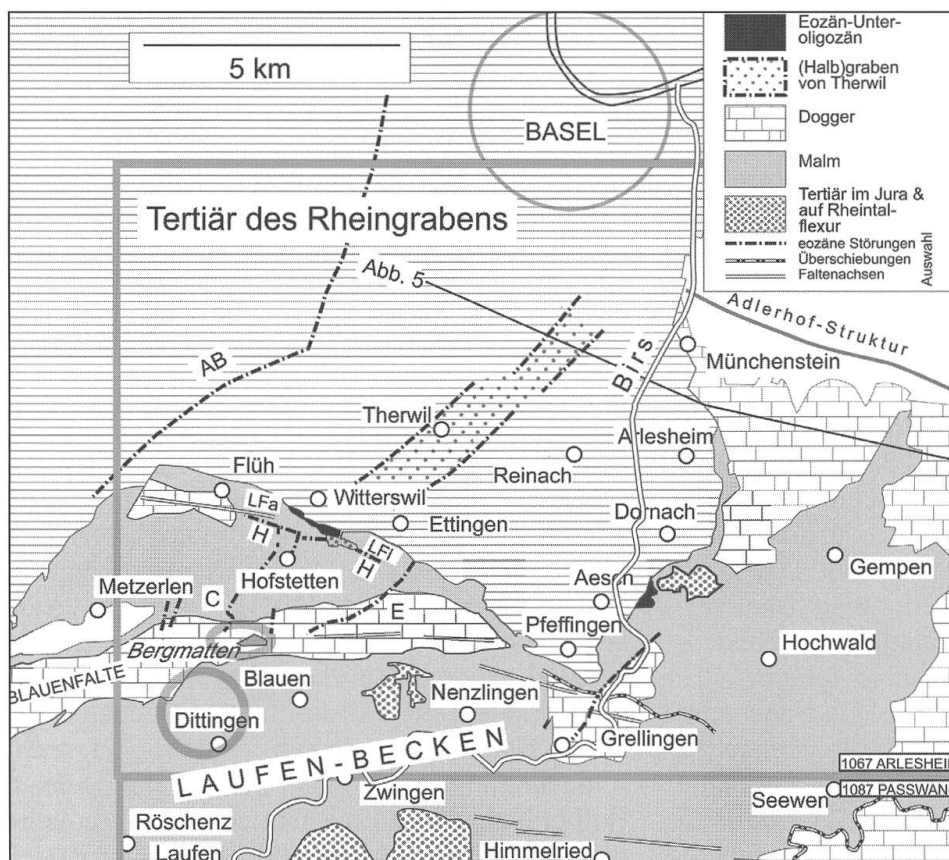 5 km
BASEL
Eozän-Unter-
oligozän
(Halb)graben
von Therwil
Dogger
Malm
Tertiär im Jura &
auf Rheintal-
flexur
eozäne Störungen
Überschiebungen
Faltenachsen
Auswahl
Tertiär des Rheingrabens
Abb. 5
Adlerhof-Struktur
Birs
Münchenstein
AB
Therwil
Arlesheim
Reinach
Flüh
Witterswil
LFa
Ettingen
Dornach
H
LFl
H
Hofstetten
Gempen
Metzerlen
C
Aesch
E
Pfeffingen
Hochwald
Bergmatten
BLAUENFALTE
Blauen
Nenzlingen
Dittingen
Grellingen
LAUFEN-BECKEN
1067 ARLESHEIM
1087 PASSWAN
Zwingen
Seewen
Röschenz
Laufen
Himmelried